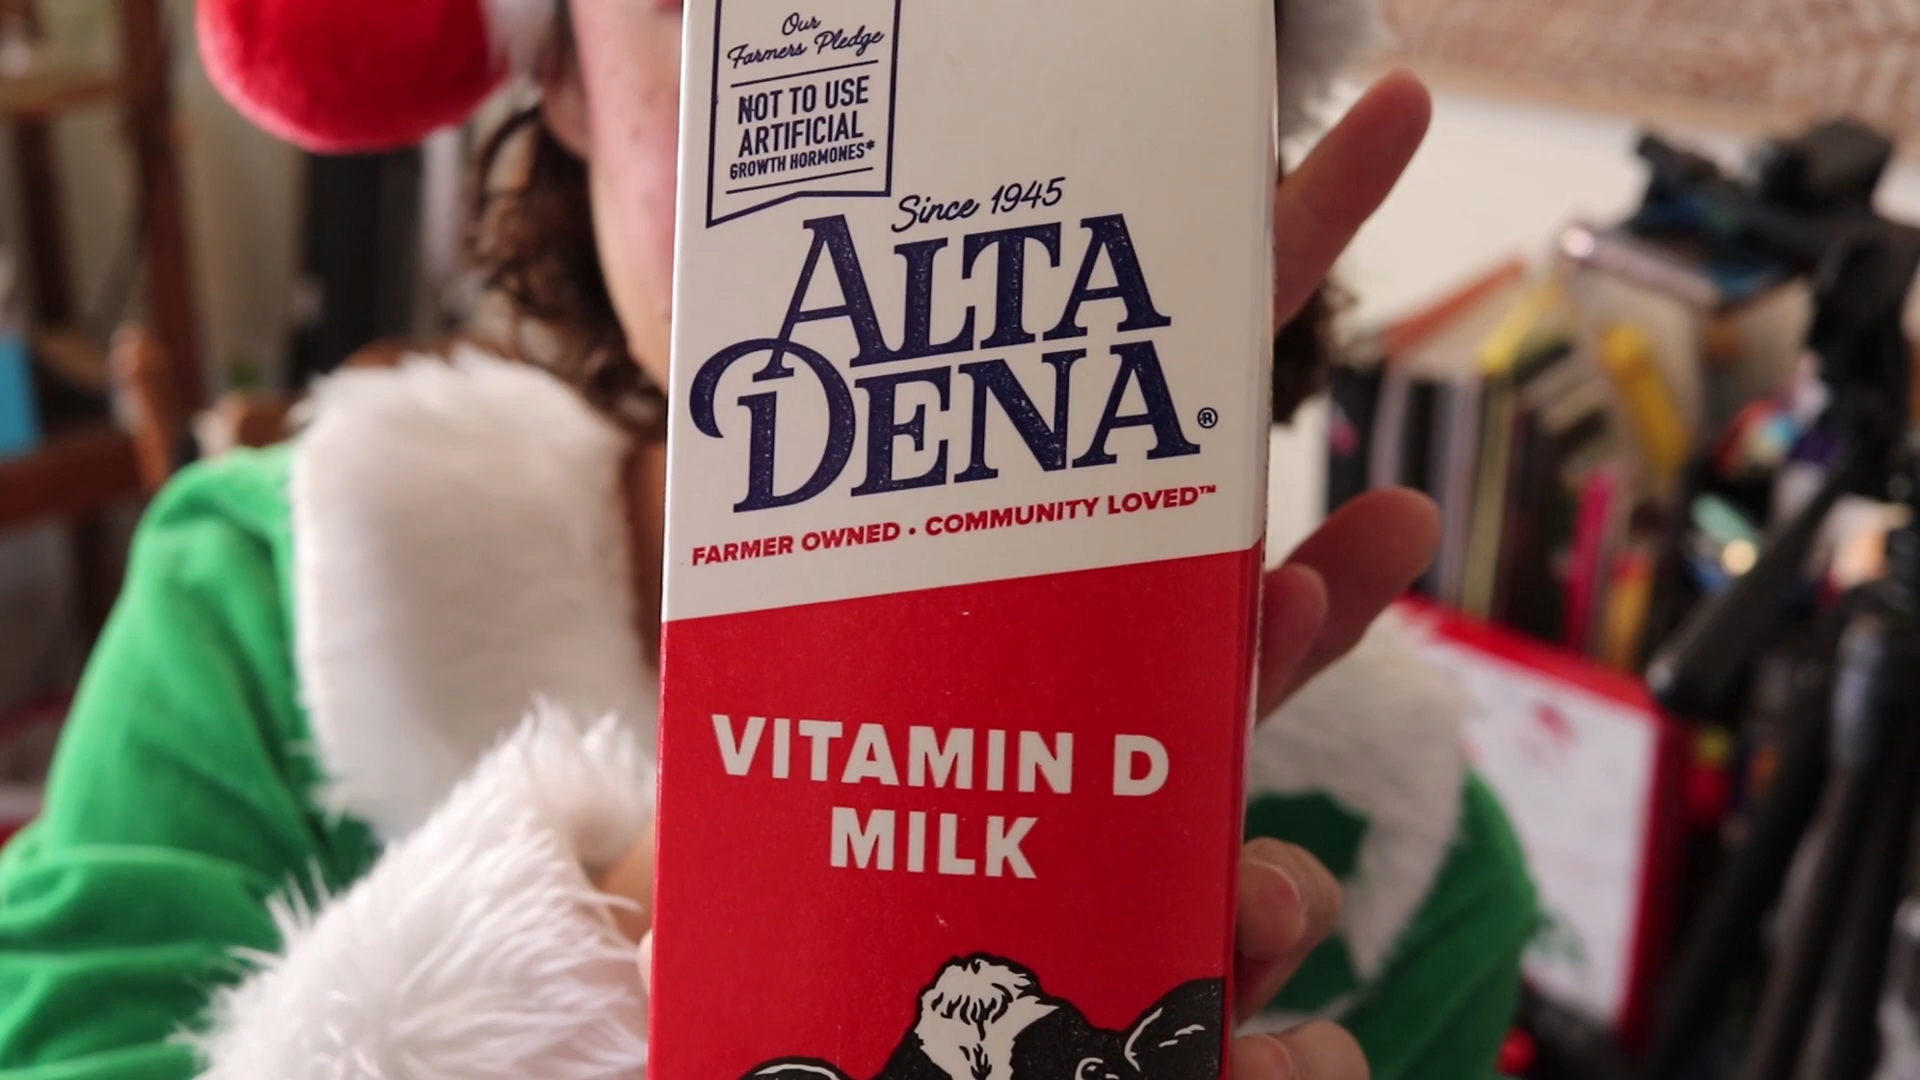 Our
Farmers Pledge
NOT TO USE
ARTIFICIAL
GROWTH HORMONES*
Since 1945
ALTA
DENA®
FARMER OWNED • COMMUNITY LOVED™
VITAMIN D
MILK